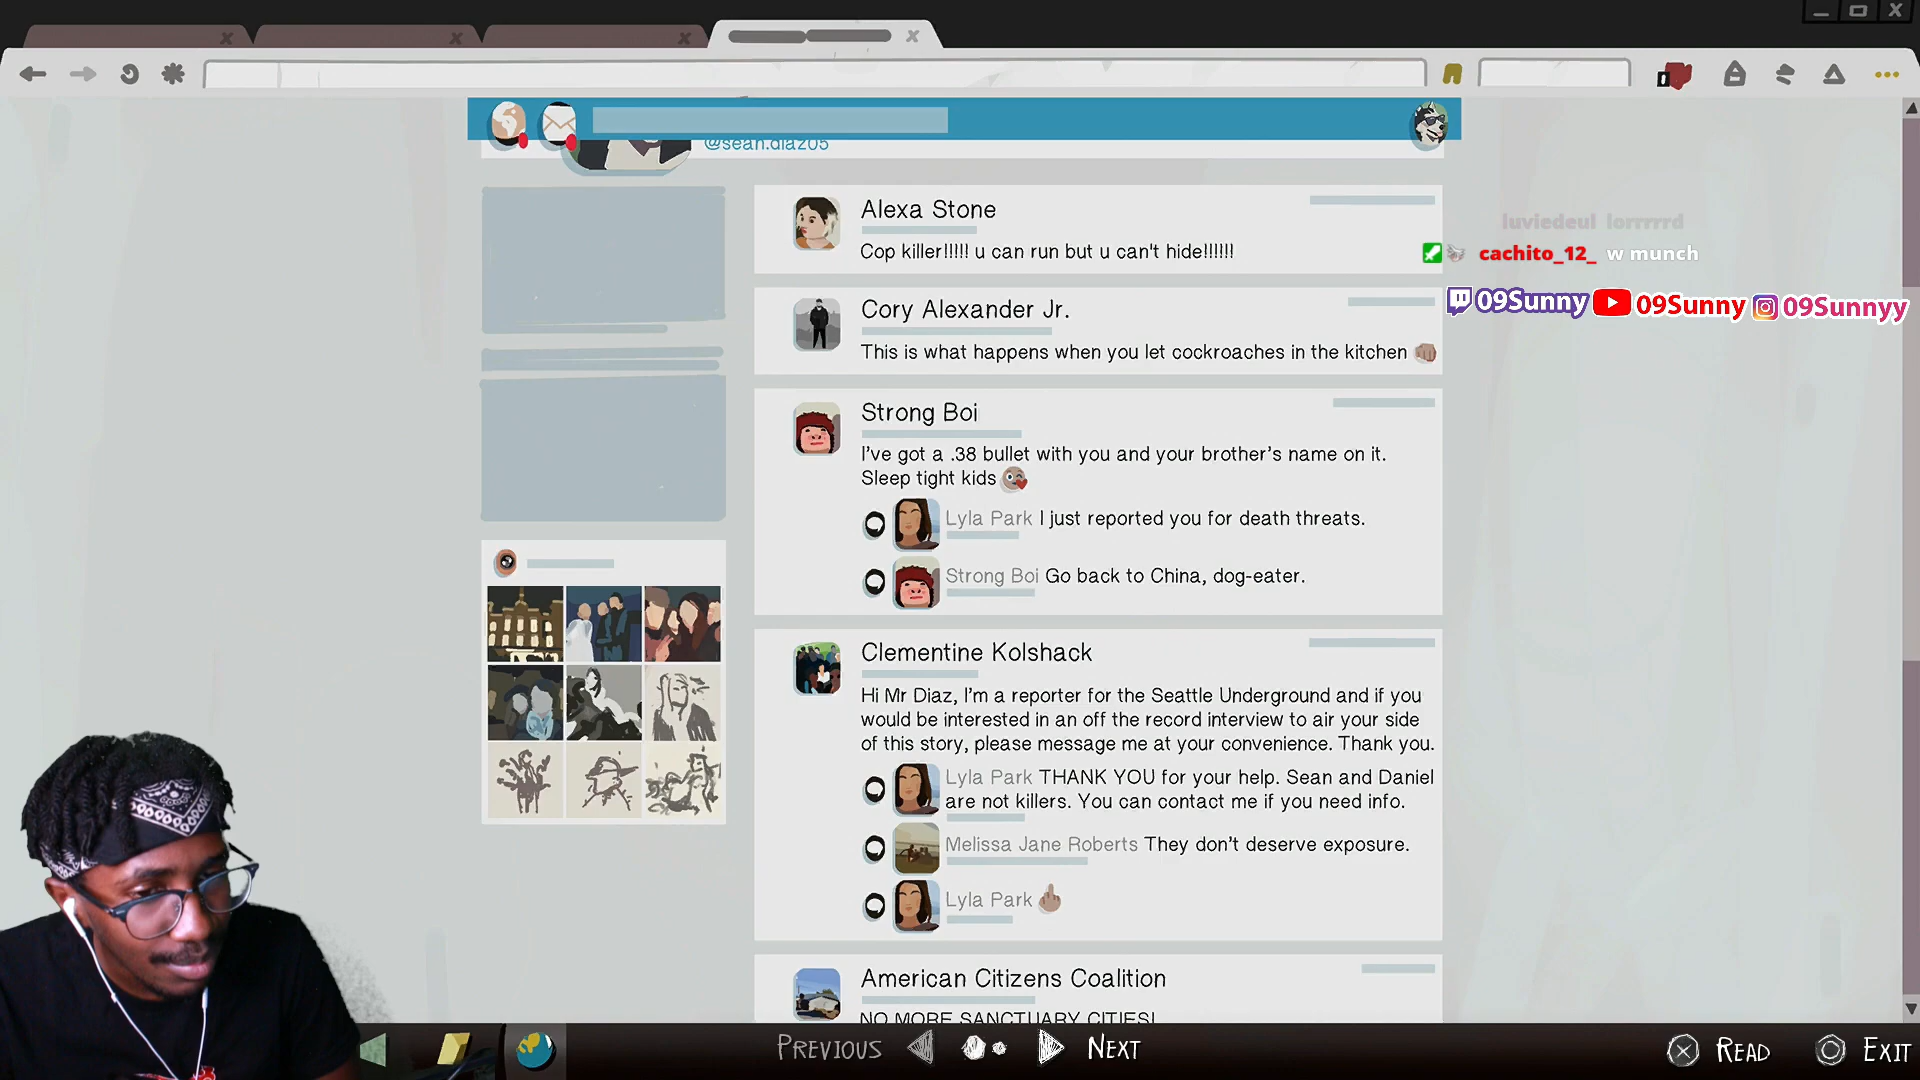 @sean.diaz05
Alexa Stone
Cop killer!!!!! u can run but u can't hide!!!!!!
luviedeul lorrrrrd
cachito_12_ w munch
09Sunny 09Sunny 09Sunnyy
Cory Alexander Jr.
This is what happens when you let cockroaches in the kitchen
Strong Boi
I've got a .38 bullet with you and your brother's name on it.
Sleep tight kids
Lyla Park I just reported you for death threats.
Strong Boi Go back to China, dog-eater.
Clementine Kolshack
Hi Mr Diaz, I'm a reporter for the Seattle Underground and if you
would be interested in an off the record interview to air your side
of this story, please message me at your convenience. Thank you.
Lyla Park THANK YOU for your help. Sean and Daniel
are not killers. You can contact me if you need info.
Melissa Jane Roberts They don't deserve exposure.
Lyla Park
American Citizens Coalition
NO MORE SANCTUARY CITIES!
PREVIOUS NEXT
READ EXIT